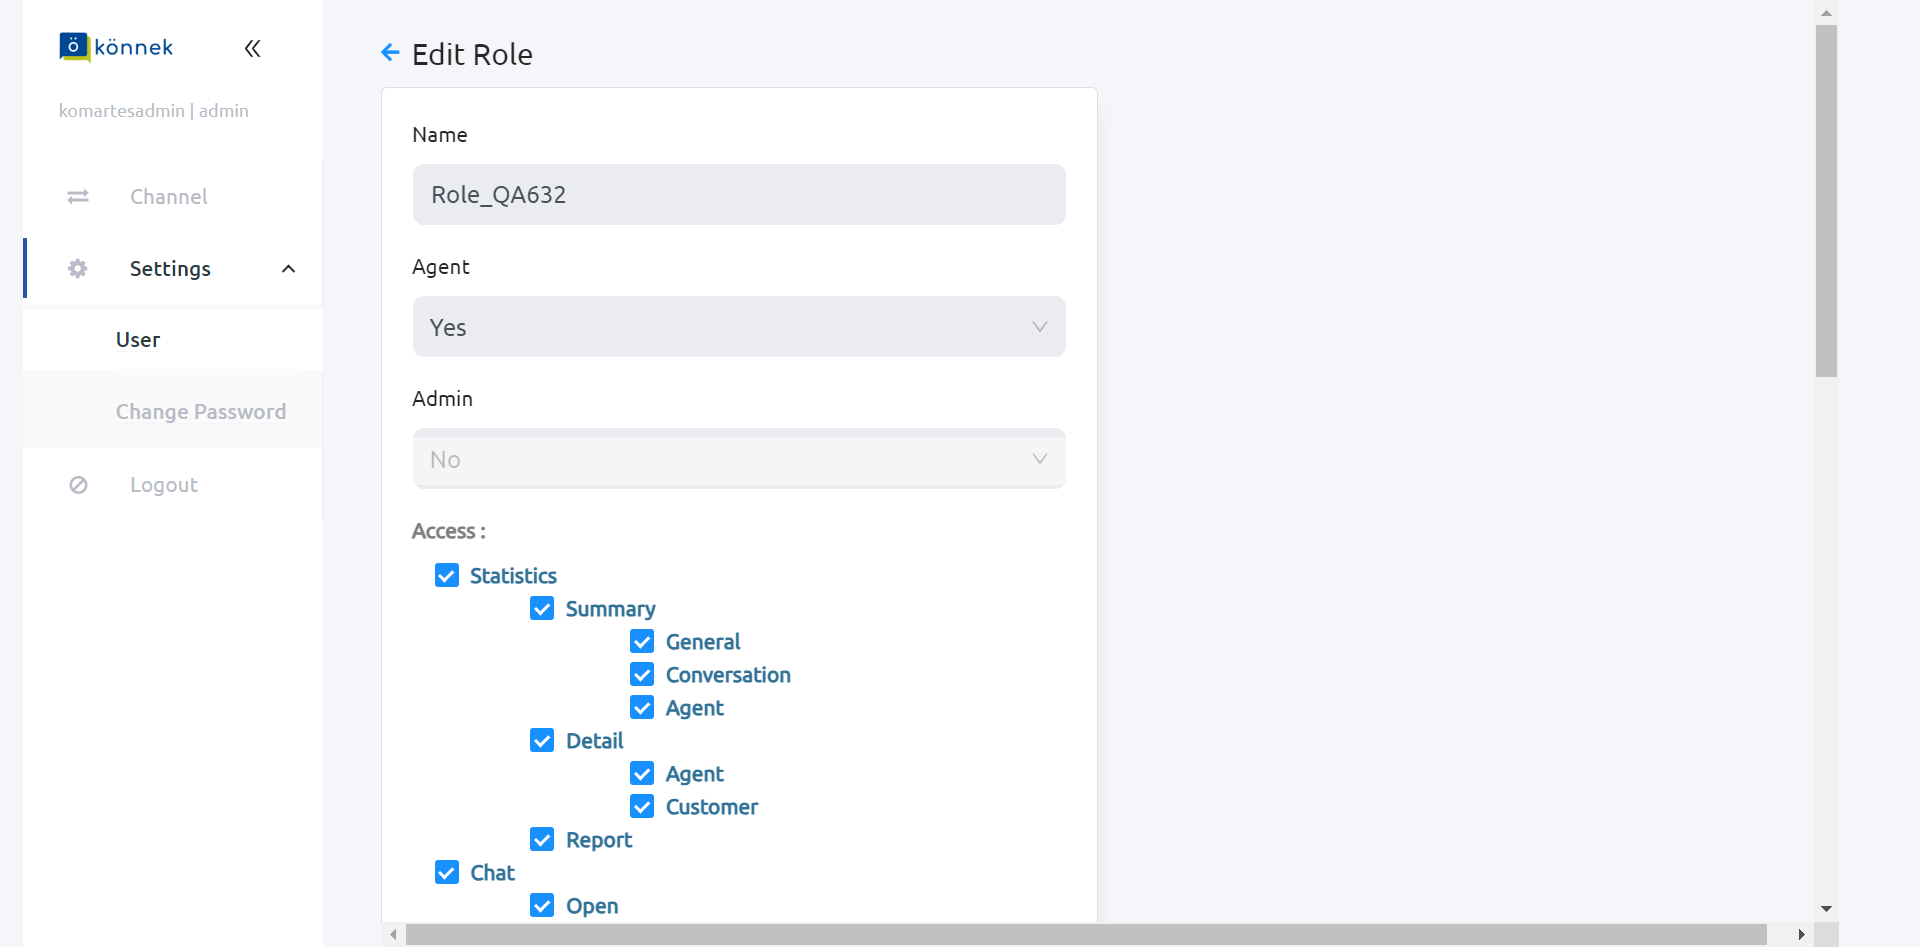 ö könnek
komartesadmin | admin
Channel
Settings
User
Change Password
Logout
Edit Role
Name
Role_QA632
Agent
Yes
Admin
No
Access :
Statistics
Summary
General
Conversation
Agent
Detail
Agent
Customer
Report
Chat
Open